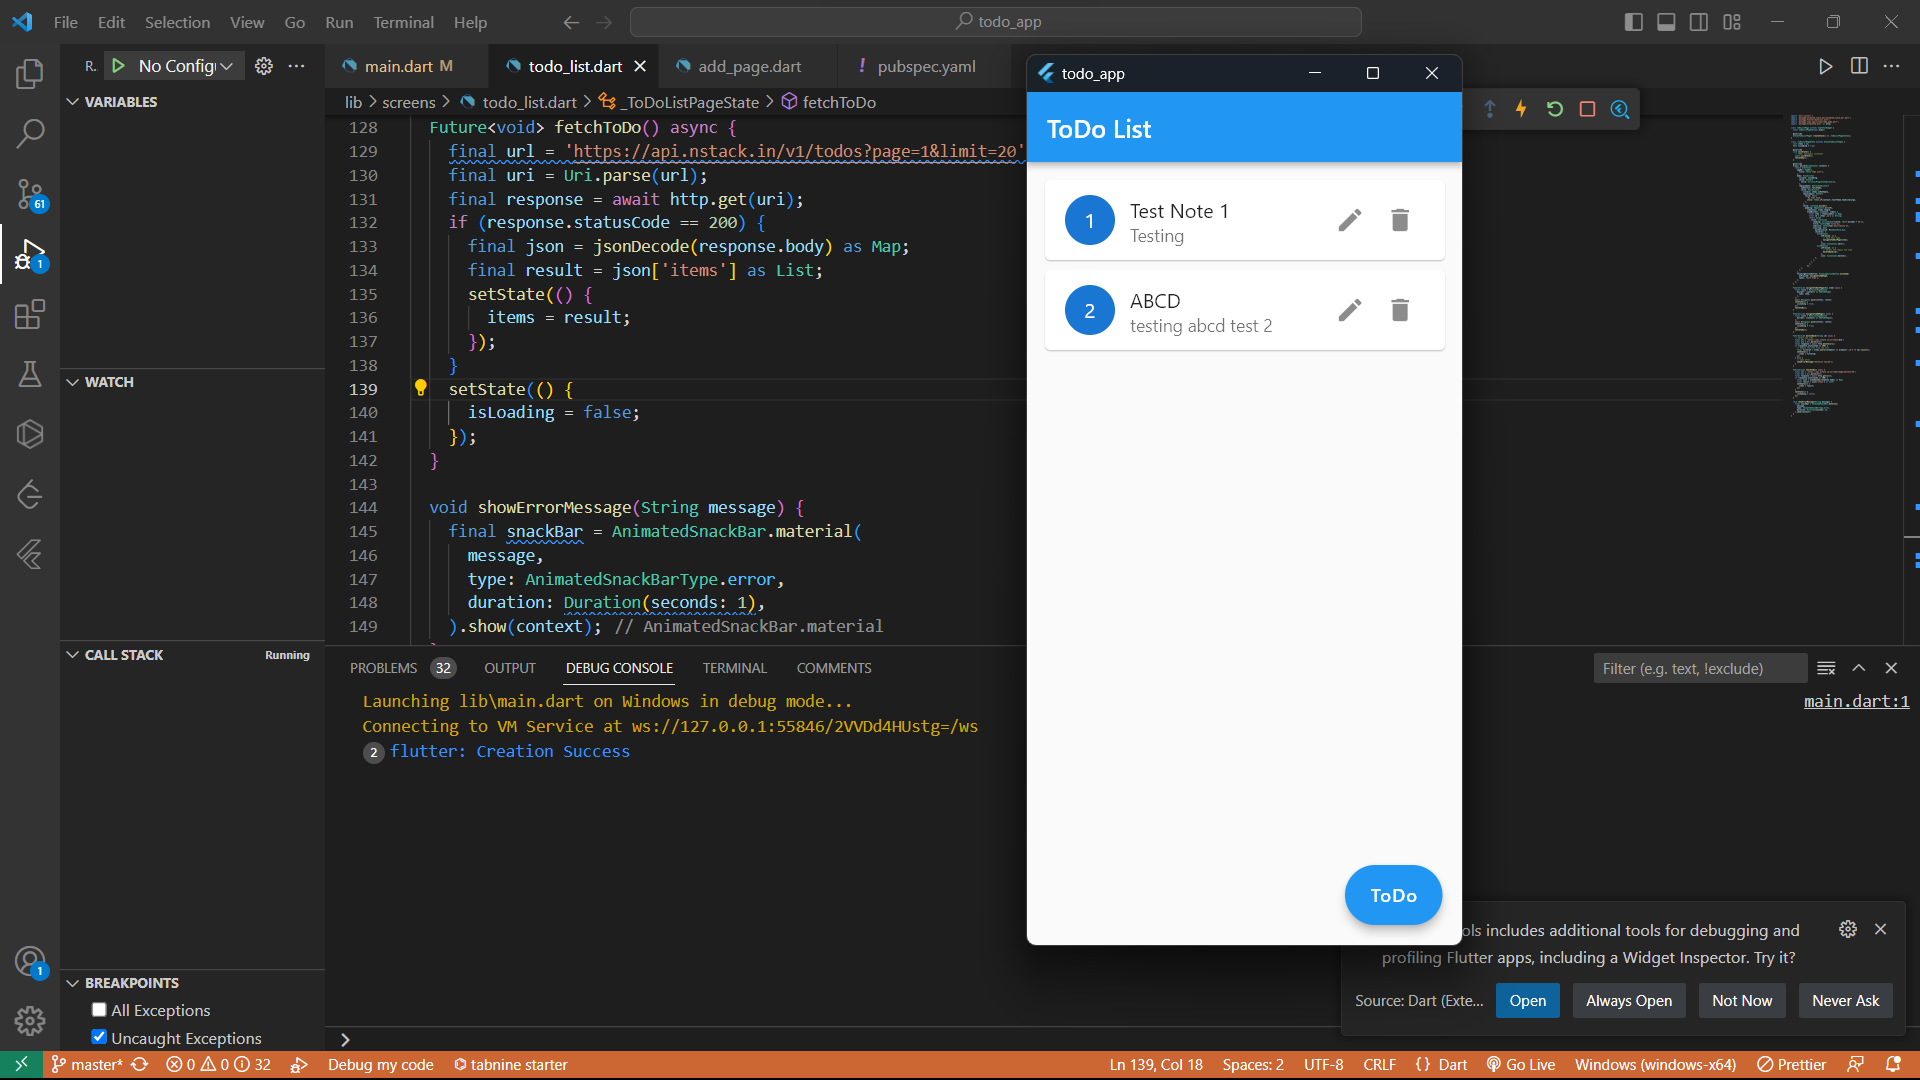 File Edit Selection View Go Run Terminal Help
todo_app
R.
No Config
main.dart M
todo_list.dart
add_page.dart
! pubspec.yaml
lib > screens > todo_list.dart > _ToDoListPageState > fetchToDo
VARIABLES
WATCH
CALL STACK
Running
BREAKPOINTS
All Exceptions
Uncaught Exceptions
61
1
1
128 Future<void> fetchToDo() async {
129 final url = 'https://api.nstack.in/v1/todos?page=1&limit=20'
130 final uri = Uri.parse(url);
131 final response = await http.get(uri);
132 if (response.statusCode == 200) {
133 final json = jsonDecode(response.body) as Map;
134 final result = json['items'] as List;
135 setState(() {
136 items = result;
137 });
138 }
139 setState(() {
140 isLoading = false;
141 });
142 }
143
144 void showErrorMessage(String message) {
145 final snackBar = AnimatedSnackBar.material(
146 message,
147 type: AnimatedSnackBarType.error,
148 duration: Duration(seconds: 1),
149 ).show(context); // AnimatedSnackBar.material
todo_app
ToDo List
1
Test Note 1
Testing
2
ABCD
testing abcd test 2
ToDo
PROBLEMS 32 OUTPUT DEBUG CONSOLE TERMINAL COMMENTS
Filter (e.g. text, !exclude)
Launching lib\main.dart on Windows in debug mode...
main.dart:1
Connecting to VM Service at ws://127.0.0.1:55846/2VVDd4HUstg=/ws
2 flutter: Creation Success
ols includes additional tools for debugging and
profiling Flutter apps, including a Widget Inspector. Try it?
Source: Dart (Exte...
Open
Always Open
Not Now
Never Ask
master* 0 0 32 Debug my code tabnine starter
Ln 139, Col 18 Spaces: 2 UTF-8 CRLF {} Dart Go Live Windows (windows-x64) Prettier